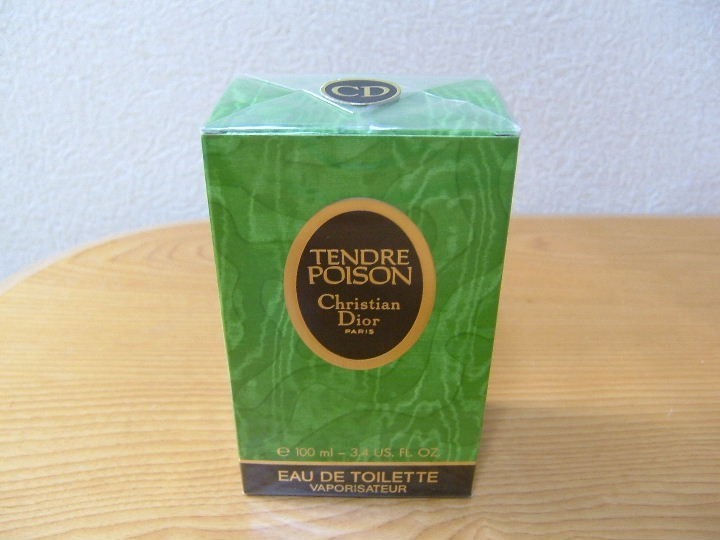 CD
TENDRE
POISON
Christian
Dior
PARIS
e 100 ml – 3.4 US. FL. OZ
EAU DE TOILETTE
VAPORISATEUR